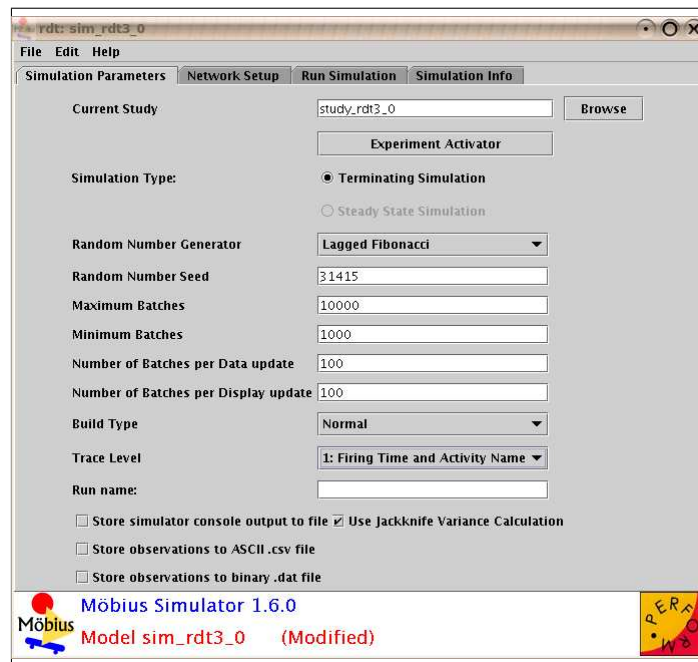 rdt: sim_rdt3_0
File Edit Help
Simulation Parameters Network Setup Run Simulation Simulation Info
Current Study study_rdt3_0 Browse
Experiment Activator
Simulation Type: Terminating Simulation
Steady State Simulation
Random Number Generator Lagged Fibonacci
Random Number Seed 31415
Maximum Batches 10000
Minimum Batches 1000
Number of Batches per Data update 100
Number of Batches per Display update 100
Build Type Normal
Trace Level 1: Firing Time and Activity Name
Run name:
Store simulator console output to file Use Jackknife Variance Calculation
Store observations to ASCII .csv file
Store observations to binary .dat file
Möbius Möbius Simulator 1.6.0
Model sim_rdt3_0 (Modified)
PERFORM